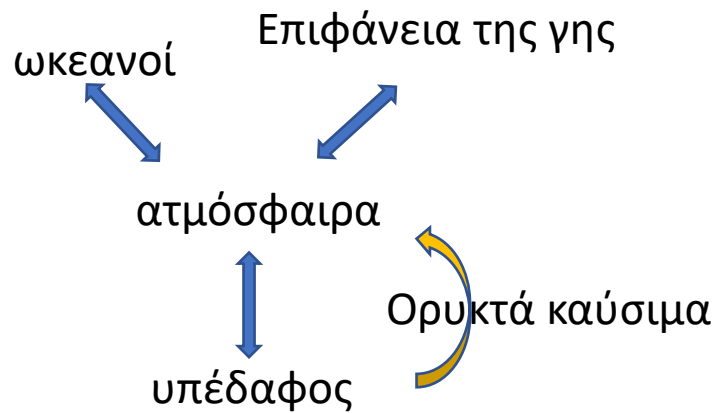 ωκεανοί
Επιφάνεια της γης
ατμόσφαιρα
Ορυκτά καύσιμα
υπέδαφος